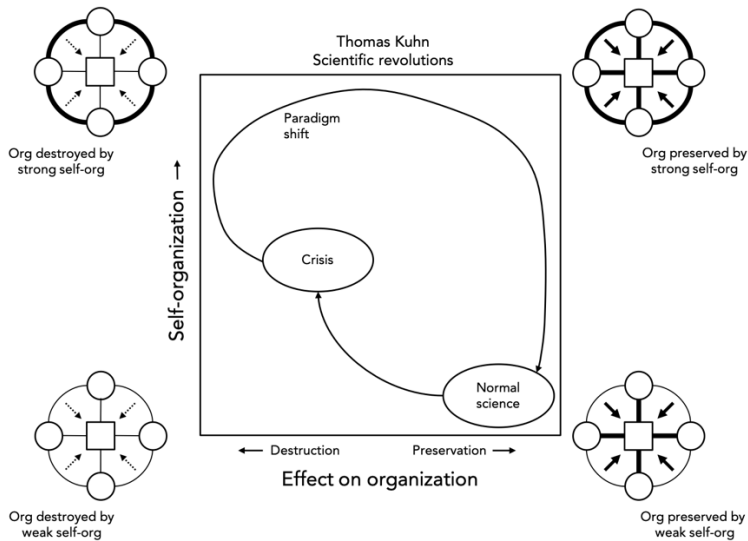 Thomas Kuhn
Scientific revolutions
Org destroyed by
strong self-org
Org preserved by
strong self-org
Paradigm
shift
Self-organization
Crisis
Normal
science
Destruction
Preservation
Effect on organization
Org destroyed by
weak self-org
Org preserved by
weak self-org